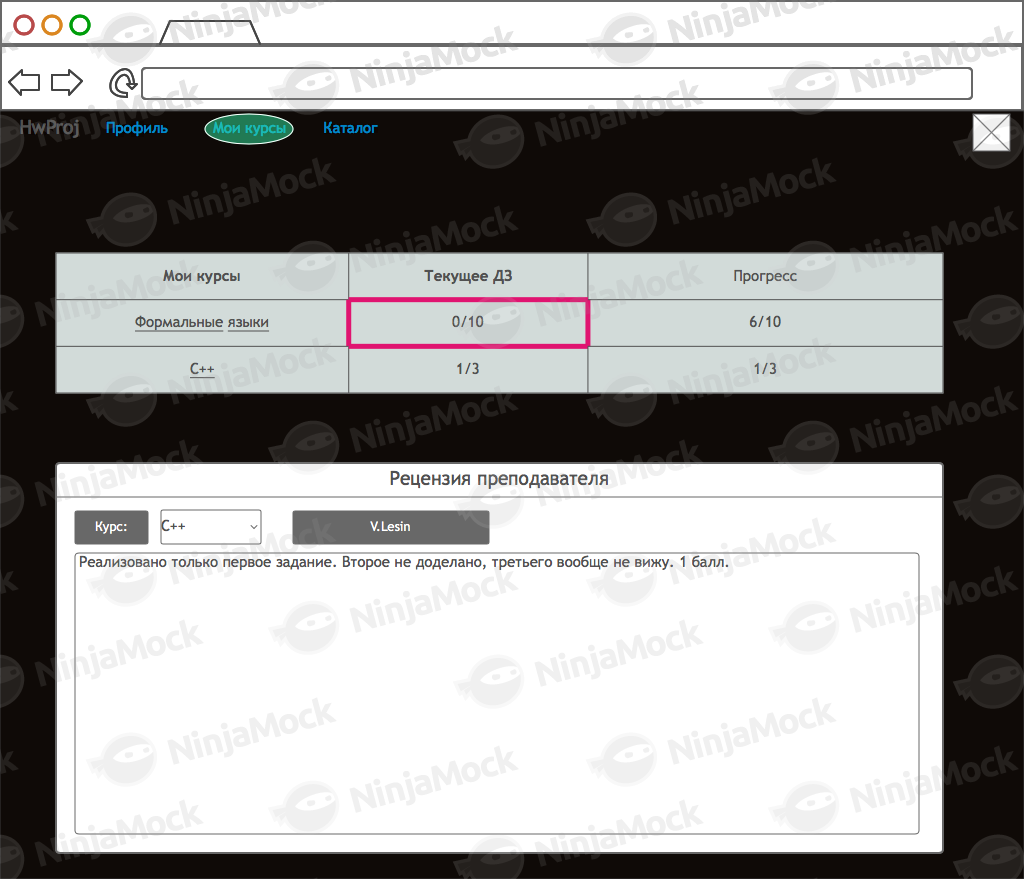 HwProj Профиль Мои курсы Каталог
Мои курсы Текущее ДЗ Прогресс
Формальные языки 0/10 6/10
C++ 1/3 1/3
Рецензия преподавателя
Курс: C++ V.Lesin
Реализовано только первое задание. Второе не доделано, третьего вообще не вижу. 1 балл.
NinjaMock